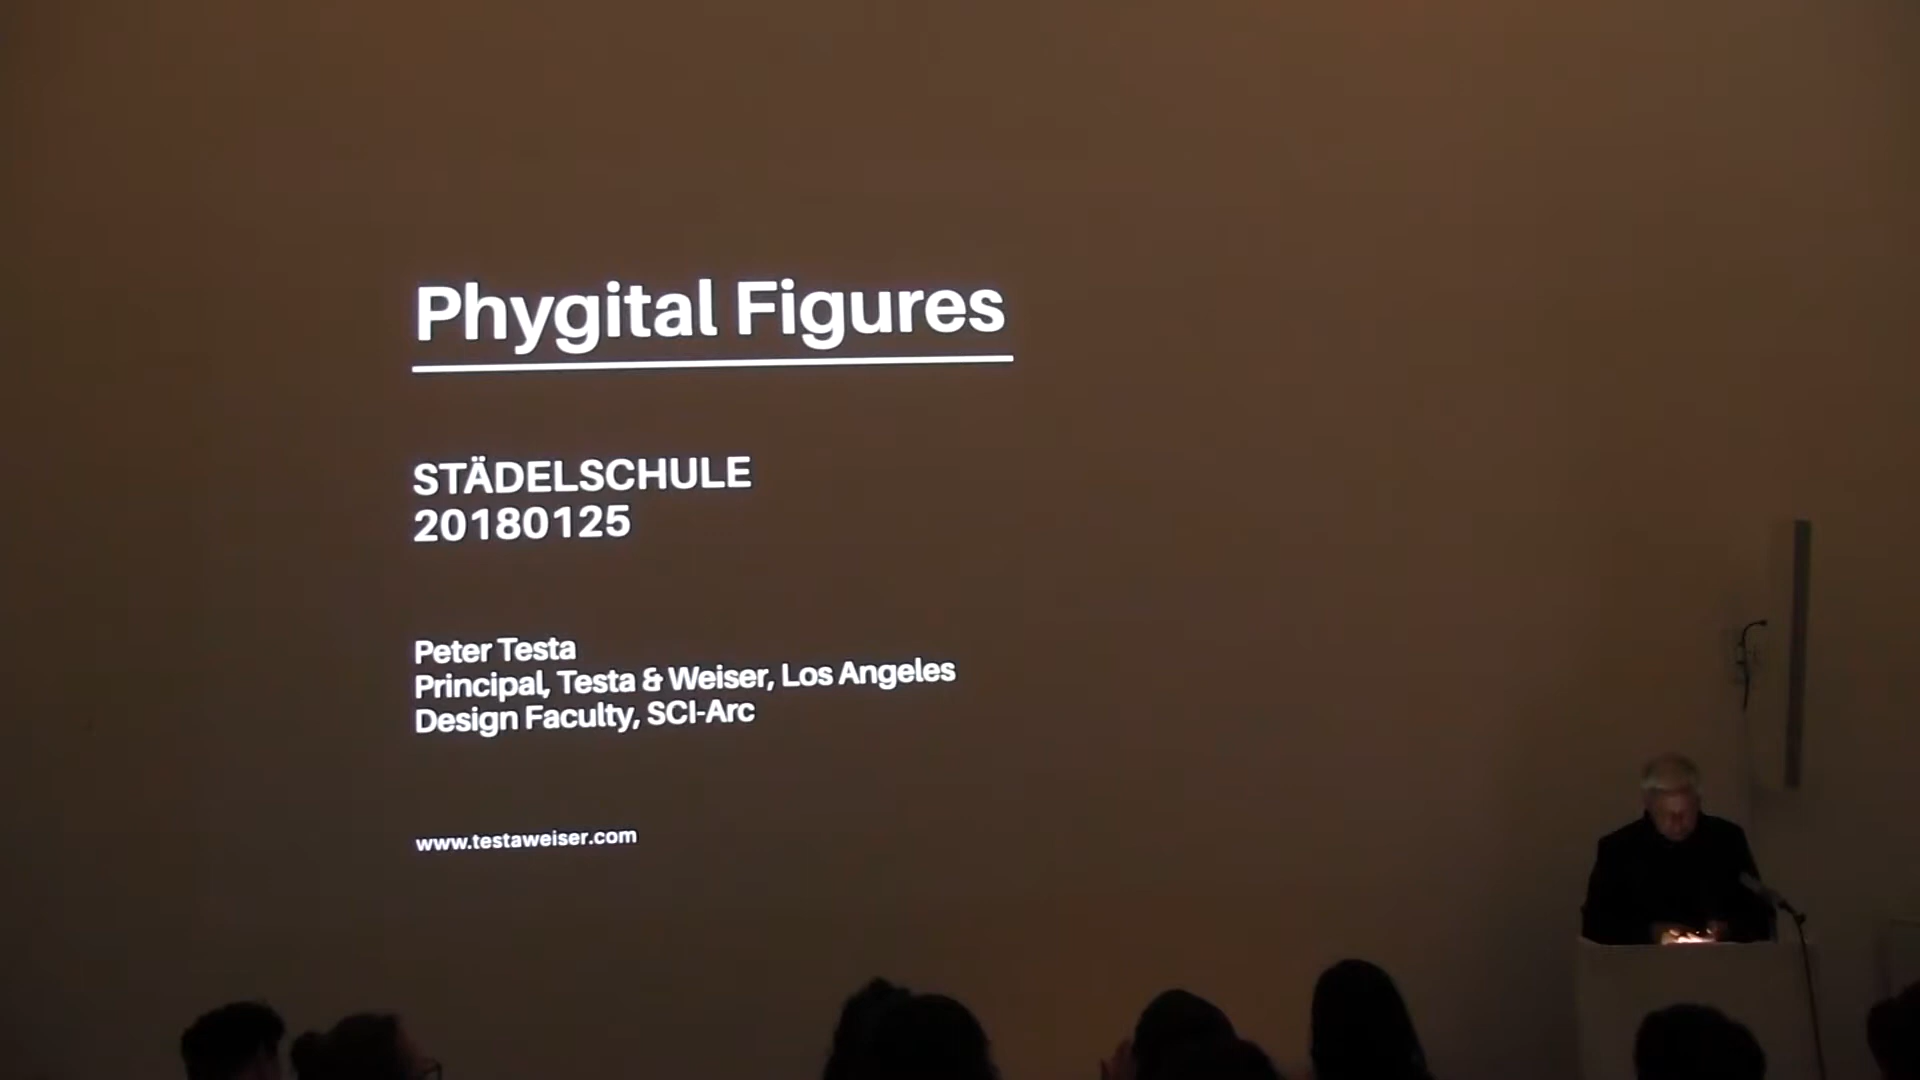 Phygital Figures
STÄDELSCHULE
20180125
Peter Testa
Principal, Testa & Weiser, Los Angeles
Design Faculty, SCI-Arc
www.testaweiser.com